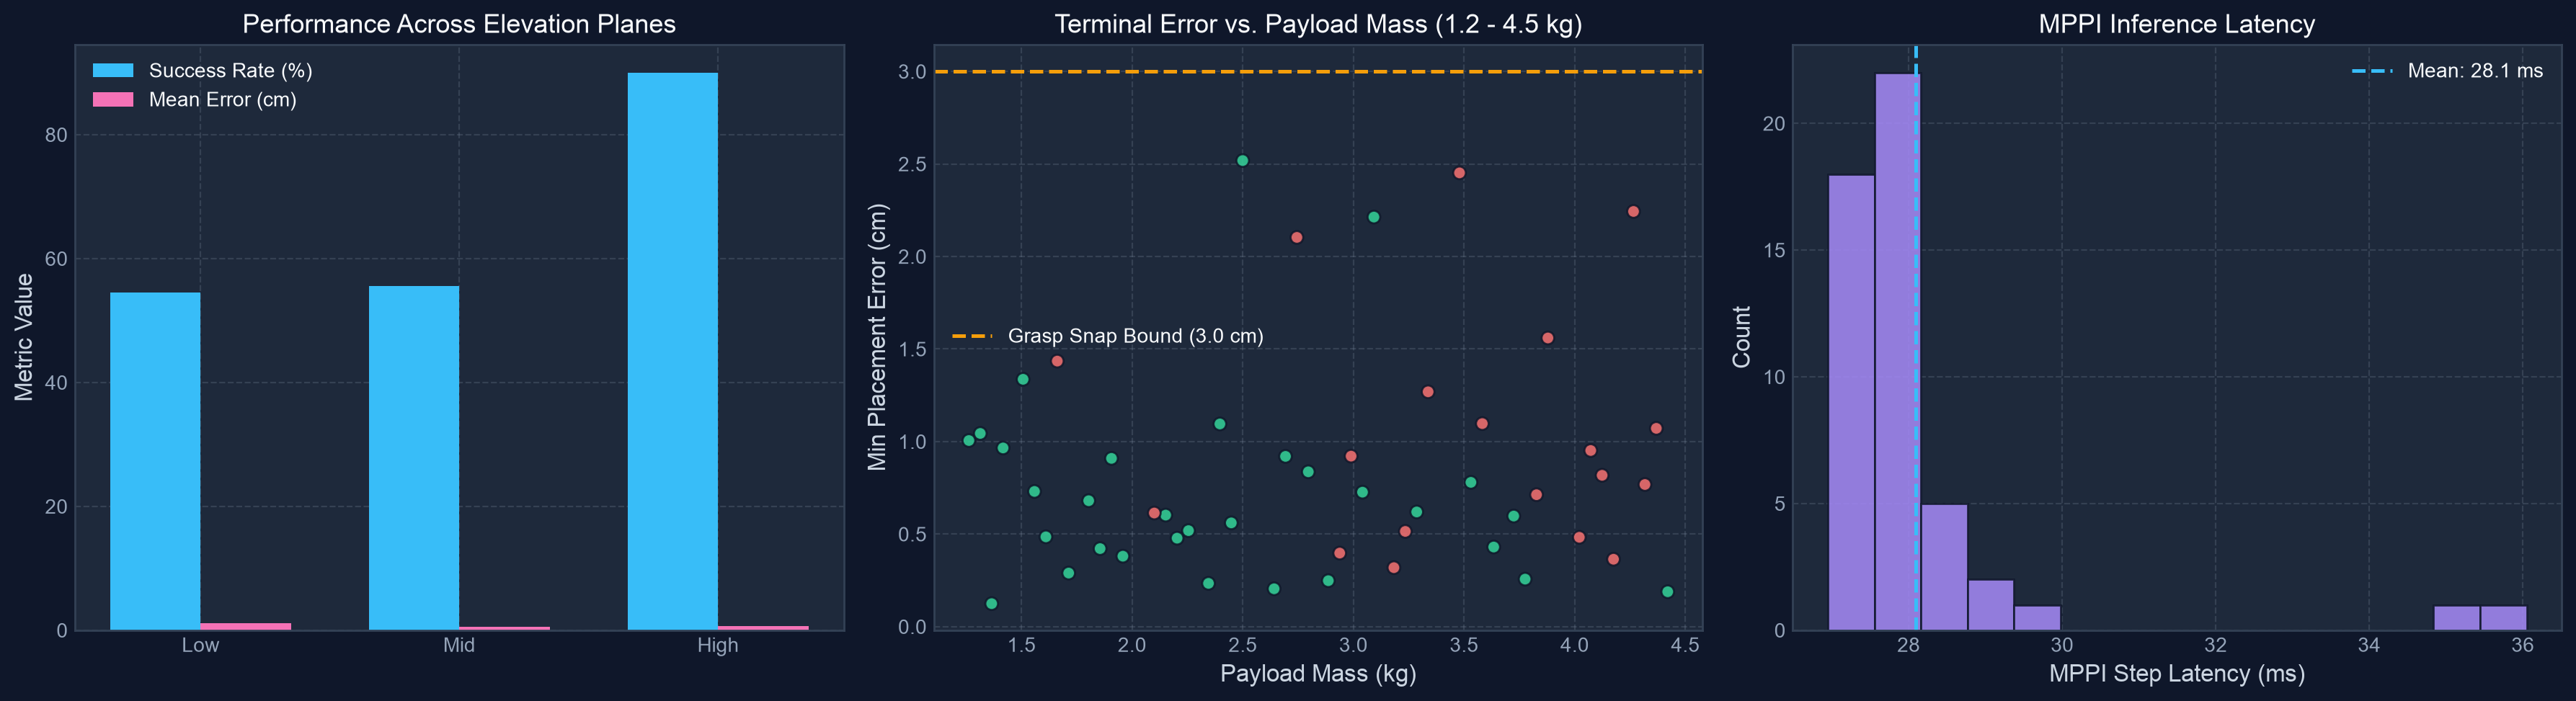 Performance Across Elevation Planes
Success Rate (%)
Mean Error (cm)
Metric Value
80
60
40
20
0
Low
Mid
High
Terminal Error vs. Payload Mass (1.2 - 4.5 kg)
Min Placement Error (cm)
3.0
2.5
2.0
1.5
1.0
0.5
0.0
Grasp Snap Bound (3.0 cm)
1.5
2.0
2.5
3.0
3.5
4.0
4.5
Payload Mass (kg)
MPPI Inference Latency
Mean: 28.1 ms
Count
20
15
10
5
0
28
30
32
34
36
MPPI Step Latency (ms)